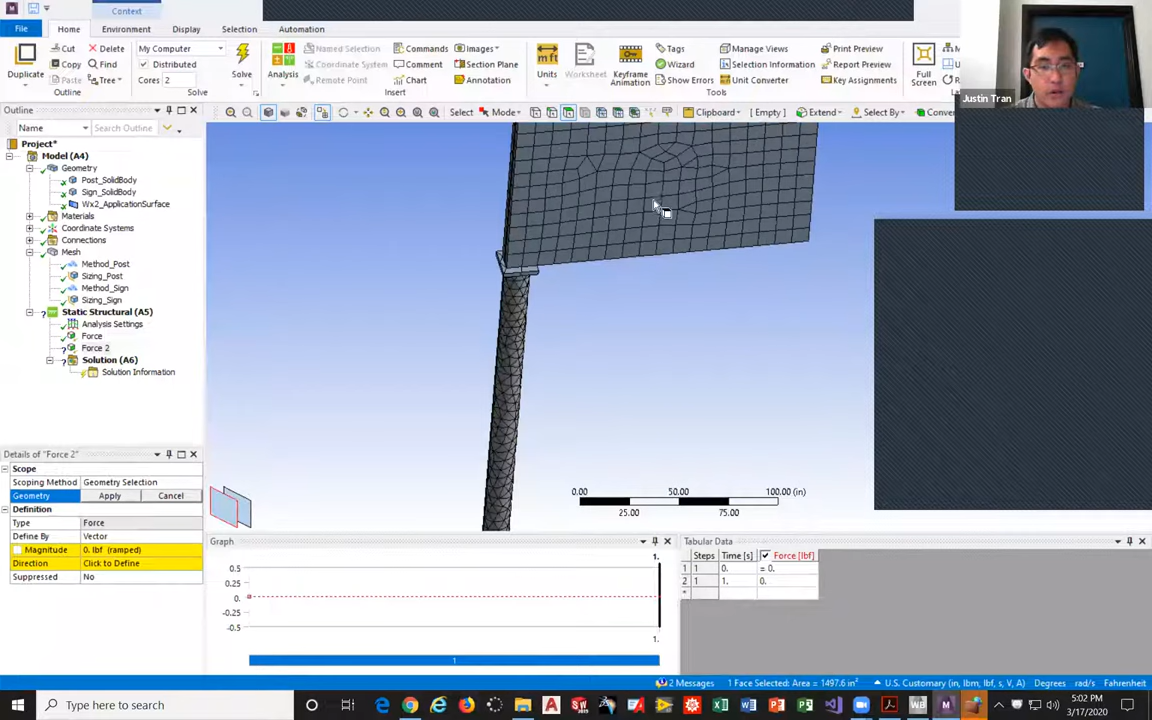 Context
File Home Environment Display Selection Automation
Duplicate
Cut Delete
Copy Find
Paste Tree
Outline
My Computer
Distributed
Cores 2
Solve
Solve
Analysis
Named Selection
Coordinate System
Remote Point
Insert
Commands
Comment
Chart
Images
Section Plane
Annotation
Units
Worksheet
Keyframe
Animation
Tags
Wizard
Show Errors
Manage Views
Selection Information
Unit Converter
Tools
Print Preview
Report Preview
Key Assignments
Full
Screen
Justin Tran
Outline
Name Search Outline
Select Mode Clipboard [ Empty ] Extend Select By Conver
Project*
Model (A4)
Geometry
Post_SolidBody
Sign_SolidBody
Wx2_ApplicationSurface
Materials
Coordinate Systems
Connections
Mesh
Method_Post
Sizing_Post
Method_Sign
Sizing_Sign
Static Structural (A5)
Analysis Settings
Force
Force 2
Solution (A6)
Solution Information
Details of "Force 2"
Scope
Scoping Method Geometry Selection
Geometry Apply Cancel
Definition
Type Force
Define By Vector
Magnitude 0. lbf (ramped)
Direction Click to Define
Suppressed No
0.00 50.00 100.00 (in)
25.00 75.00
Graph
1.
0.5
0.25
0.
-0.25
-0.5
1.
1
Tabular Data
Steps Time [s] Force [lbf]
1 1 0. = 0.
2 1 1. 0.
*
2 Messages 1 Face Selected: Area = 1497.6 in² U.S. Customary (in, lbm, lbf, s, V, A) Degrees rad/s Fahrenheit
Type here to search
5:02 PM
3/17/2020